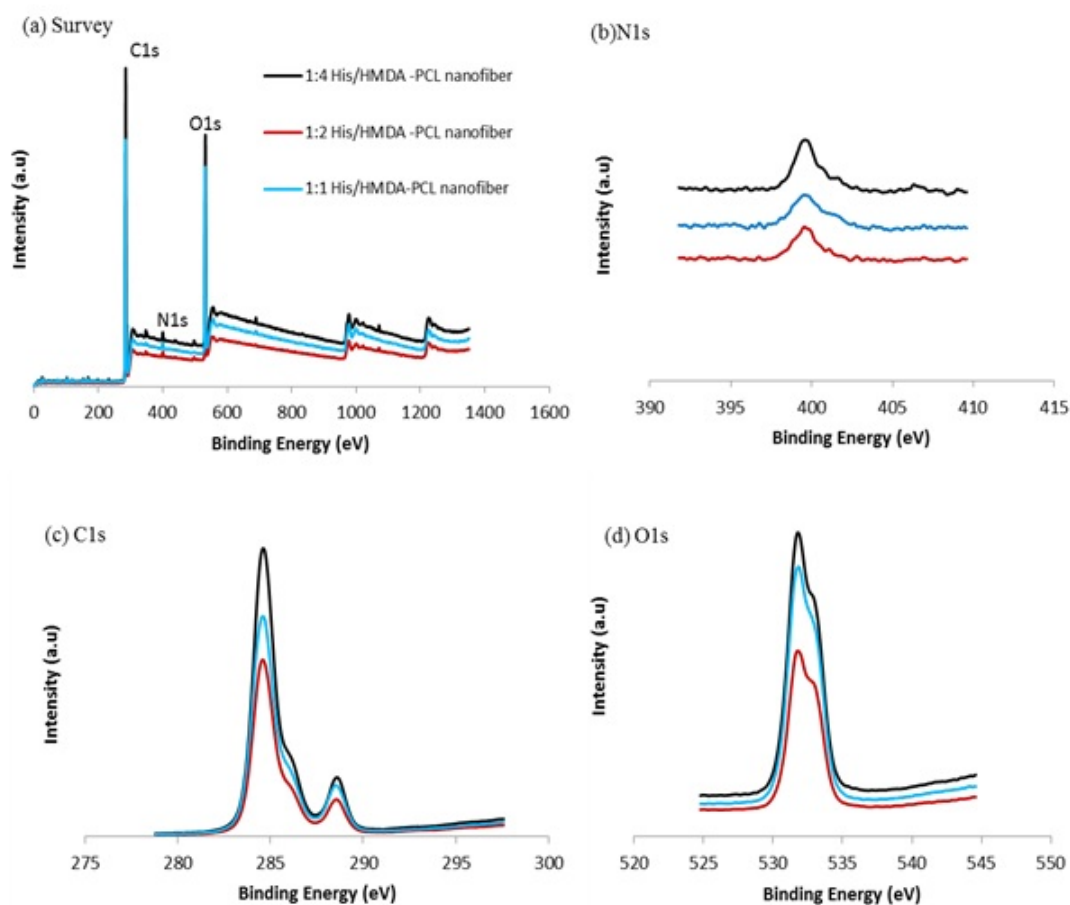 (a) Survey
C1s
O1s
N1s
1:4 His/HMDA -PCL nanofiber
1:2 His/HMDA -PCL nanofiber
1:1 His/HMDA-PCL nanofiber
Intensity (a.u)
0 200 400 600 800 1000 1200 1400 1600
Binding Energy (eV)
(b)N1s
Intensity (a.u)
390 395 400 405 410 415
Binding Energy (eV)
(c) C1s
Intensity (a.u)
275 280 285 290 295 300
Binding Energy (eV)
(d)O1s
Intensity (a.u)
520 525 530 535 540 545 550
Binding Energy (eV)